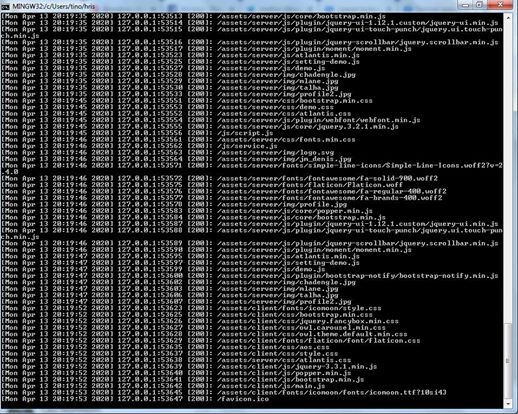 MINGW32:/c/Users/tino/hris
[Mon Apr 13 20:19:35 2020] 127.0.0.1:53513 [200]: /assets/server/js/core/bootstrap.min.js
[Mon Apr 13 20:19:35 2020] 127.0.0.1:53514 [200]: /assets/server/js/plugin/jquery-ui-1.12.1.custom/jquery-ui.min.js
[Mon Apr 13 20:19:35 2020] 127.0.0.1:53515 [200]: /assets/server/js/plugin/jquery-ui-touch-punch/jquery.ui.touch-pun
ch.min.js
[Mon Apr 13 20:19:35 2020] 127.0.0.1:53516 [200]: /assets/server/js/plugin/jquery-scrollbar/jquery.scrollbar.min.js
[Mon Apr 13 20:19:35 2020] 127.0.0.1:53517 [200]: /assets/server/js/plugin/moment/moment.min.js
[Mon Apr 13 20:19:35 2020] 127.0.0.1:53523 [200]: /assets/server/js/atlantis.min.js
[Mon Apr 13 20:19:35 2020] 127.0.0.1:53525 [200]: /assets/server/js/setting-demo.js
[Mon Apr 13 20:19:35 2020] 127.0.0.1:53527 [200]: /assets/server/js/demo.js
[Mon Apr 13 20:19:35 2020] 127.0.0.1:53528 [200]: /assets/server/img/chadengle.jpg
[Mon Apr 13 20:19:35 2020] 127.0.0.1:53529 [200]: /assets/server/img/mlane.jpg
[Mon Apr 13 20:19:35 2020] 127.0.0.1:53530 [200]: /assets/server/img/talha.jpg
[Mon Apr 13 20:19:35 2020] 127.0.0.1:53533 [200]: /assets/server/img/profile2.jpg
[Mon Apr 13 20:19:45 2020] 127.0.0.1:53551 [200]: /assets/server/css/bootstrap.min.css
[Mon Apr 13 20:19:45 2020] 127.0.0.1:53553 [200]: /assets/server/css/demo.css
[Mon Apr 13 20:19:45 2020] 127.0.0.1:53552 [200]: /assets/server/css/atlantis.css
[Mon Apr 13 20:19:45 2020] 127.0.0.1:53554 [200]: /assets/server/js/plugin/webfont/webfont.min.js
[Mon Apr 13 20:19:45 2020] 127.0.0.1:53555 [200]: /assets/server/js/core/jquery.3.2.1.min.js
[Mon Apr 13 20:19:45 2020] 127.0.0.1:53556 [200]: /js/script.js
[Mon Apr 13 20:19:46 2020] 127.0.0.1:53561 [200]: /assets/server/css/fonts.min.css
[Mon Apr 13 20:19:46 2020] 127.0.0.1:53562 [200]: /js/service.js
[Mon Apr 13 20:19:46 2020] 127.0.0.1:53563 [200]: /assets/server/img/logo.svg
[Mon Apr 13 20:19:46 2020] 127.0.0.1:53564 [200]: /assets/server/img/jm_denis.jpg
[Mon Apr 13 20:19:46 2020] 127.0.0.1:53571 [200]: /assets/server/fonts/simple-line-icons/Simple-Line-Icons.woff2?v=2
.4.0
[Mon Apr 13 20:19:46 2020] 127.0.0.1:53572 [200]: /assets/server/fonts/fontawesome/fa-solid-900.woff2
[Mon Apr 13 20:19:46 2020] 127.0.0.1:53575 [200]: /assets/server/fonts/flaticon/Flaticon.woff
[Mon Apr 13 20:19:46 2020] 127.0.0.1:53576 [200]: /assets/server/fonts/fontawesome/fa-regular-400.woff2
[Mon Apr 13 20:19:46 2020] 127.0.0.1:53577 [200]: /assets/server/fonts/fontawesome/fa-brands-400.woff2
[Mon Apr 13 20:19:46 2020] 127.0.0.1:53578 [200]: /assets/server/img/profile.jpg
[Mon Apr 13 20:19:46 2020] 127.0.0.1:53583 [200]: /assets/server/js/core/popper.min.js
[Mon Apr 13 20:19:46 2020] 127.0.0.1:53584 [200]: /assets/server/js/core/bootstrap.min.js
[Mon Apr 13 20:19:46 2020] 127.0.0.1:53587 [200]: /assets/server/js/plugin/jquery-ui-1.12.1.custom/jquery-ui.min.js
[Mon Apr 13 20:19:46 2020] 127.0.0.1:53588 [200]: /assets/server/js/plugin/jquery-ui-touch-punch/jquery.ui.touch-pun
ch.min.js
[Mon Apr 13 20:19:46 2020] 127.0.0.1:53589 [200]: /assets/server/js/plugin/jquery-scrollbar/jquery.scrollbar.min.js
[Mon Apr 13 20:19:46 2020] 127.0.0.1:53590 [200]: /assets/server/js/plugin/moment/moment.min.js
[Mon Apr 13 20:19:47 2020] 127.0.0.1:53595 [200]: /assets/server/js/atlantis.min.js
[Mon Apr 13 20:19:47 2020] 127.0.0.1:53597 [200]: /assets/server/js/setting-demo.js
[Mon Apr 13 20:19:47 2020] 127.0.0.1:53599 [200]: /assets/server/js/demo.js
[Mon Apr 13 20:19:47 2020] 127.0.0.1:53600 [200]: /assets/server/js/plugin/bootstrap-notify/bootstrap-notify.min.js
[Mon Apr 13 20:19:47 2020] 127.0.0.1:53602 [200]: /assets/server/img/chadengle.jpg
[Mon Apr 13 20:19:47 2020] 127.0.0.1:53603 [200]: /assets/server/img/mlane.jpg
[Mon Apr 13 20:19:47 2020] 127.0.0.1:53606 [200]: /assets/server/img/talha.jpg
[Mon Apr 13 20:19:47 2020] 127.0.0.1:53607 [200]: /assets/server/img/profile2.jpg
[Mon Apr 13 20:19:52 2020] 127.0.0.1:53623 [200]: /assets/client/fonts/icomoon/style.css
[Mon Apr 13 20:19:52 2020] 127.0.0.1:53625 [200]: /assets/client/css/bootstrap.min.css
[Mon Apr 13 20:19:52 2020] 127.0.0.1:53626 [200]: /assets/client/css/jquery.fancybox.min.css
[Mon Apr 13 20:19:52 2020] 127.0.0.1:53627 [200]: /assets/client/css/owl.carousel.min.css
[Mon Apr 13 20:19:52 2020] 127.0.0.1:53628 [200]: /assets/client/css/owl.theme.default.min.css
[Mon Apr 13 20:19:52 2020] 127.0.0.1:53629 [200]: /assets/client/fonts/flaticon/font/flaticon.css
[Mon Apr 13 20:19:52 2020] 127.0.0.1:53635 [200]: /assets/client/css/aos.css
[Mon Apr 13 20:19:52 2020] 127.0.0.1:53637 [200]: /assets/client/css/style.css
[Mon Apr 13 20:19:52 2020] 127.0.0.1:53638 [200]: /assets/server/css/atlantis.css
[Mon Apr 13 20:19:52 2020] 127.0.0.1:53639 [200]: /assets/client/js/jquery-3.3.1.min.js
[Mon Apr 13 20:19:52 2020] 127.0.0.1:53640 [200]: /assets/client/js/popper.min.js
[Mon Apr 13 20:19:52 2020] 127.0.0.1:53641 [200]: /assets/client/js/bootstrap.min.js
[Mon Apr 13 20:19:53 2020] 127.0.0.1:53642 [200]: /assets/client/js/main.js
[Mon Apr 13 20:19:53 2020] 127.0.0.1:53645 [200]: /assets/client/fonts/icomoon/fonts/icomoon.ttf?10si43
[Mon Apr 13 20:19:53 2020] 127.0.0.1:53647 [200]: /favicon.ico